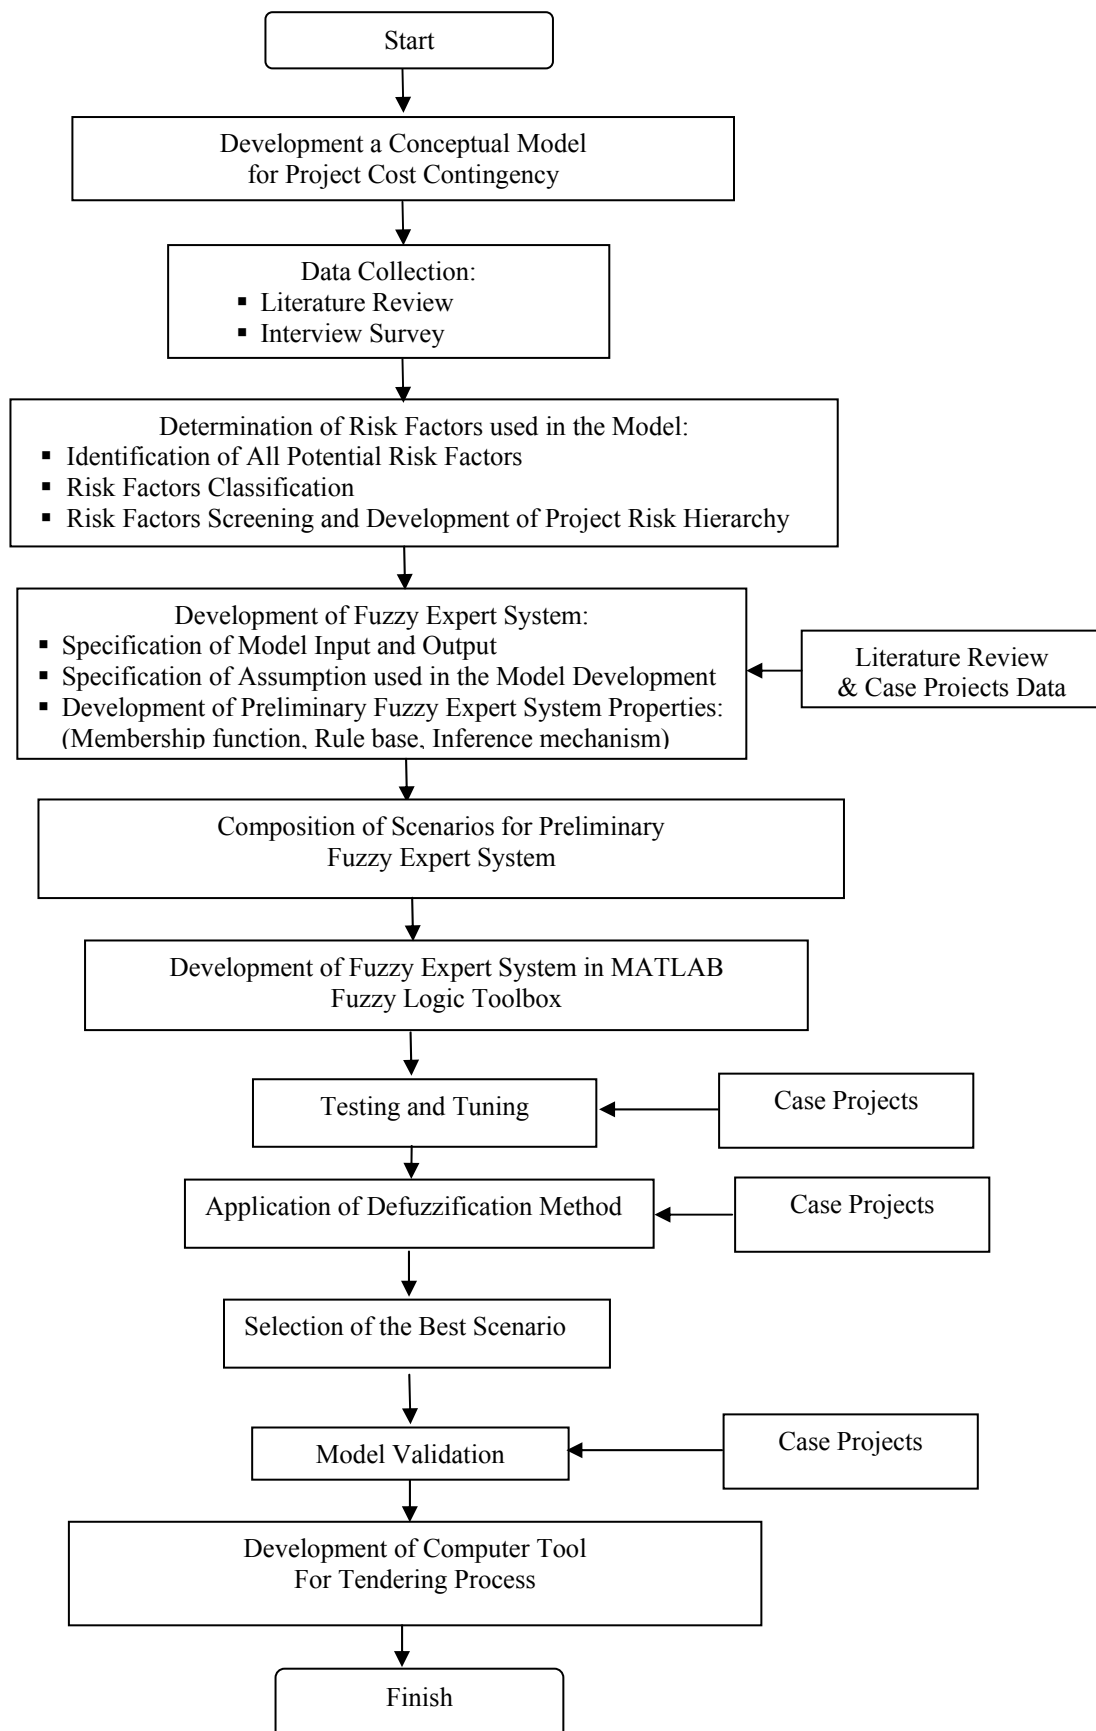 Start
Development a Conceptual Model
for Project Cost Contingency
Data Collection:
▪ Literature Review
▪ Interview Survey
Determination of Risk Factors used in the Model:
▪ Identification of All Potential Risk Factors
▪ Risk Factors Classification
▪ Risk Factors Screening and Development of Project Risk Hierarchy
Development of Fuzzy Expert System:
▪ Specification of Model Input and Output
▪ Specification of Assumption used in the Model Development
▪ Development of Preliminary Fuzzy Expert System Properties:
(Membership function, Rule base, Inference mechanism)
Literature Review
& Case Projects Data
Composition of Scenarios for Preliminary
Fuzzy Expert System
Development of Fuzzy Expert System in MATLAB
Fuzzy Logic Toolbox
Testing and Tuning
Case Projects
Application of Defuzzification Method
Case Projects
Selection of the Best Scenario
Model Validation
Case Projects
Development of Computer Tool
For Tendering Process
Finish